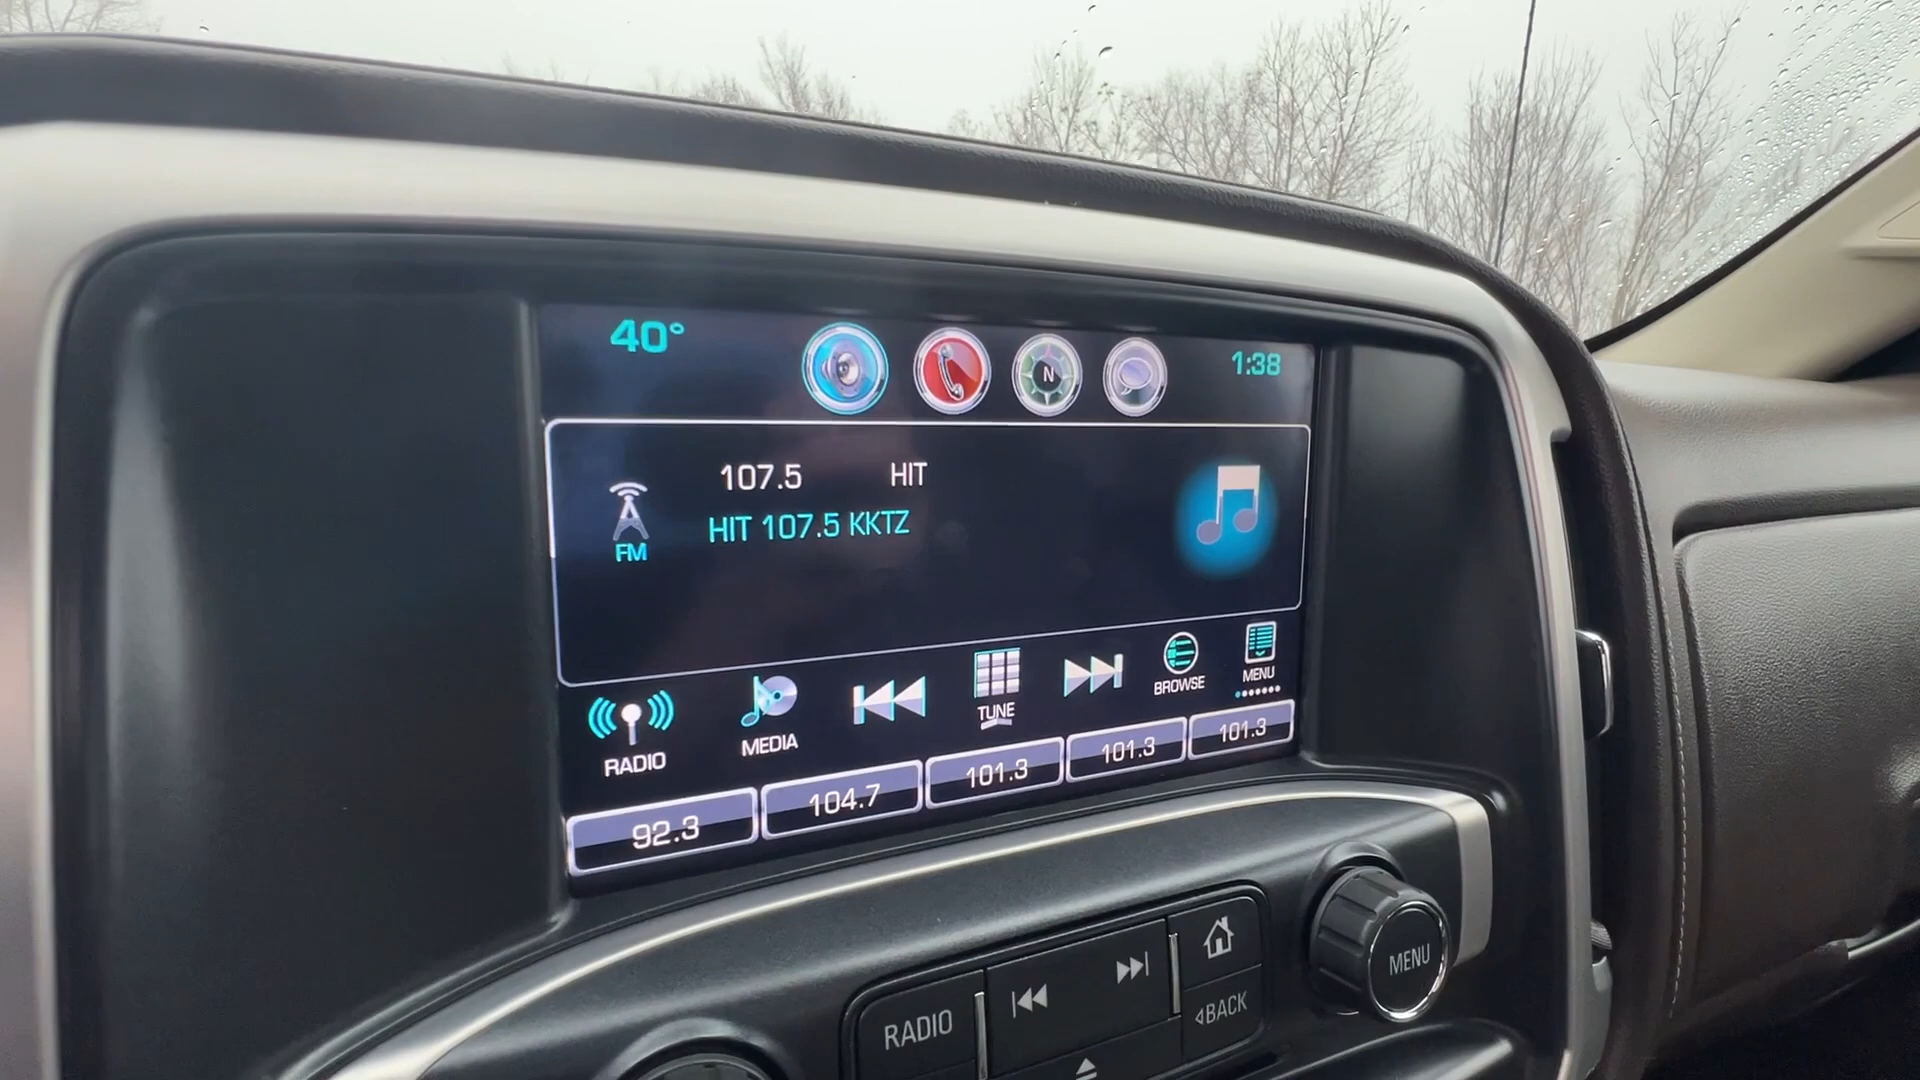 40°
N
1:38
107.5 HIT
HIT 107.5 KKTZ
FM
RADIO
MEDIA
TUNE
BROWSE
MENU
92.3
104.7
101.3
101.3
101.3
RADIO
BACK
MENU